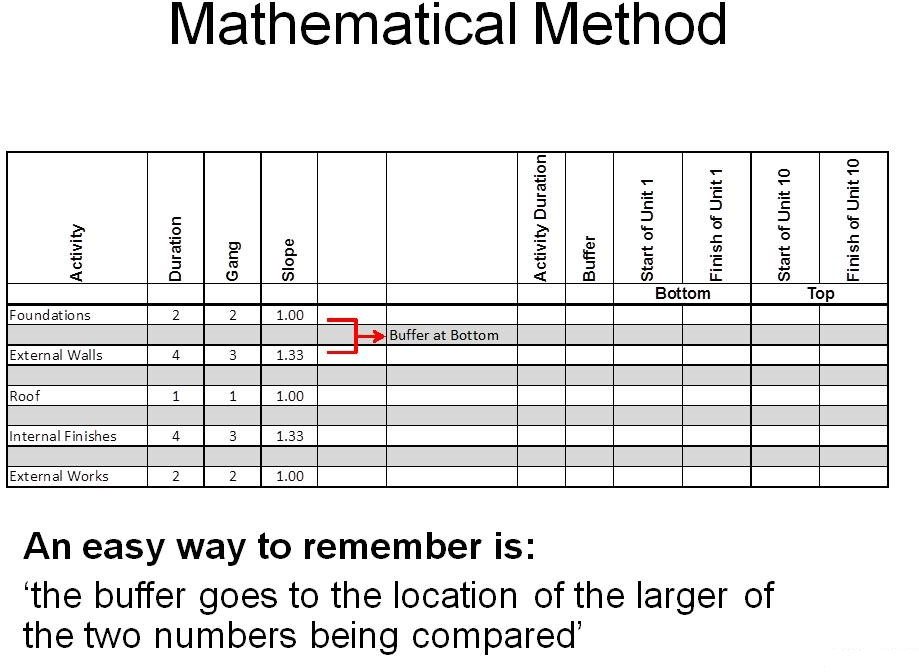 Mathematical Method
Activity Duration Gang Slope Activity Duration Buffer Start of Unit 1 Finish of Unit 1 Start of Unit 10 Finish of Unit 10
Bottom Top
Foundations 2 2 1.00
Buffer at Bottom
External Walls 4 3 1.33
Roof 1 1 1.00
Internal Finishes 4 3 1.33
External Works 2 2 1.00
An easy way to remember is:
‘the buffer goes to the location of the larger of
the two numbers being compared’